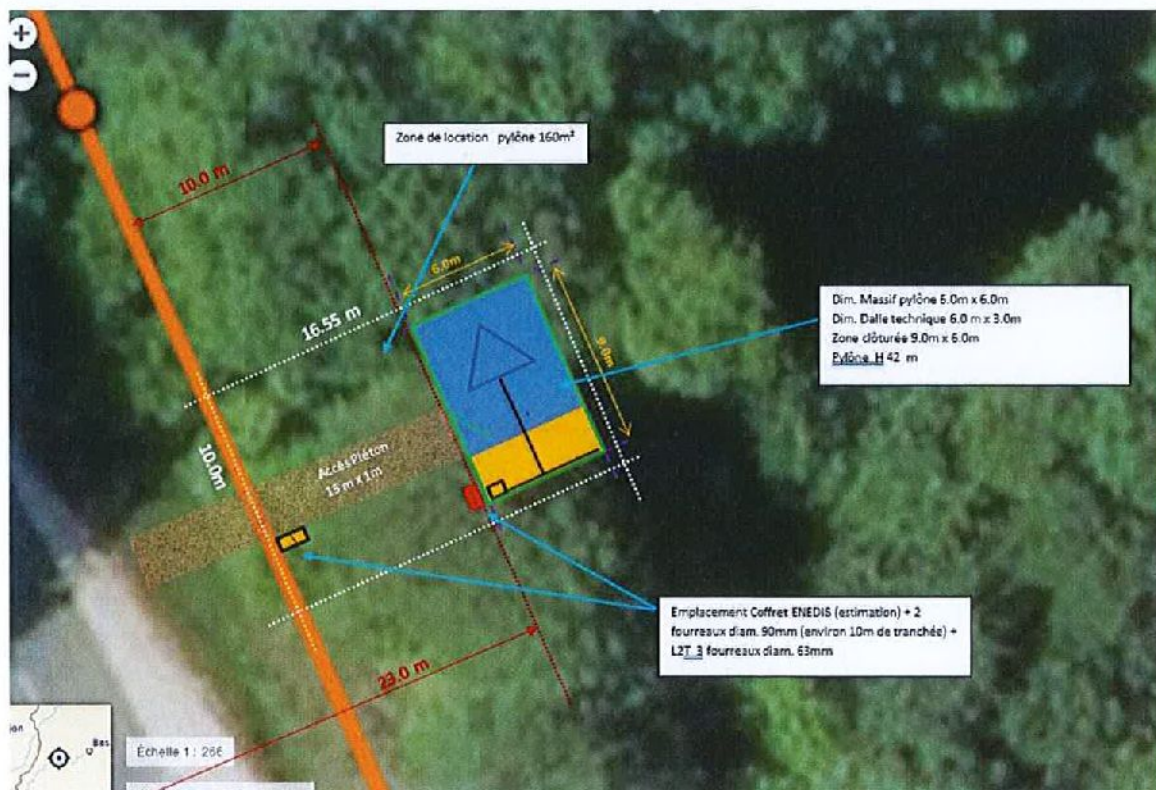 +
−
Zone de location pylône 160m²
10.0 m
6.0m
16.55 m
9.0m
Dim. Massif pylône 6.0m x 6.0m
Dim. Dalle technique 6.0 m x 3.0m
Zone clôturée 9.0m x 6.0m
Pylône H 42 m
10.0m
Accès Piéton
15 m x 1m
Emplacement Coffret ENEDIS (estimation) + 2
fourreaux diam. 90mm (environ 10m de tranchée) +
L2T 3 fourreaux diam. 63mm
23.0 m
Bas
Échelle 1 : 266